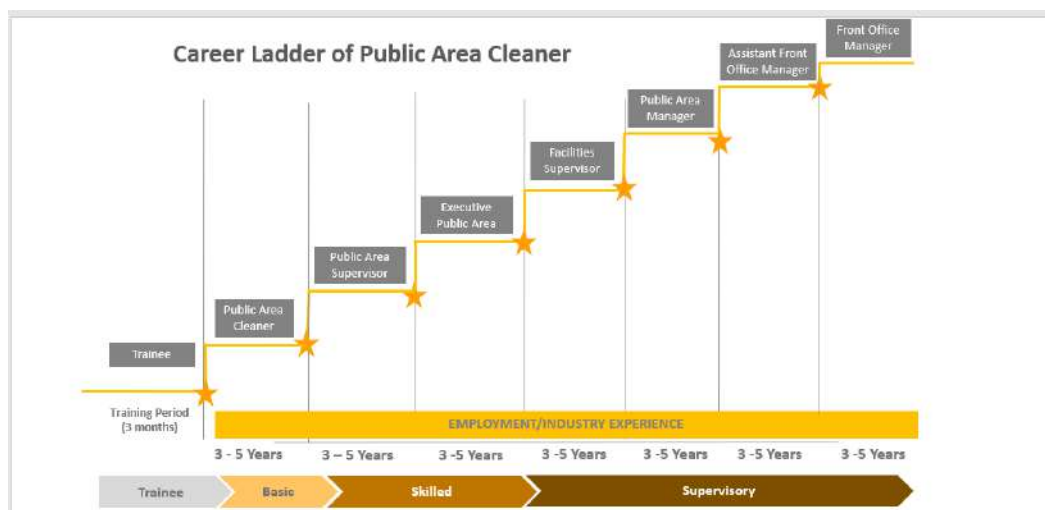 Career Ladder of Public Area Cleaner
Front Office
Manager
Assistant Front
Office Manager
Public Area
Manager
Facilities
Supervisor
Executive
Public Area
Public Area
Supervisor
Public Area
Cleaner
Trainee
Training Period
(3 months)
EMPLOYMENT/INDUSTRY EXPERIENCE
3 - 5 Years
3 – 5 Years
3 -5 Years
3 -5 Years
3 -5 Years
3 -5 Years
3 -5 Years
Trainee
Basic
Skilled
Supervisory